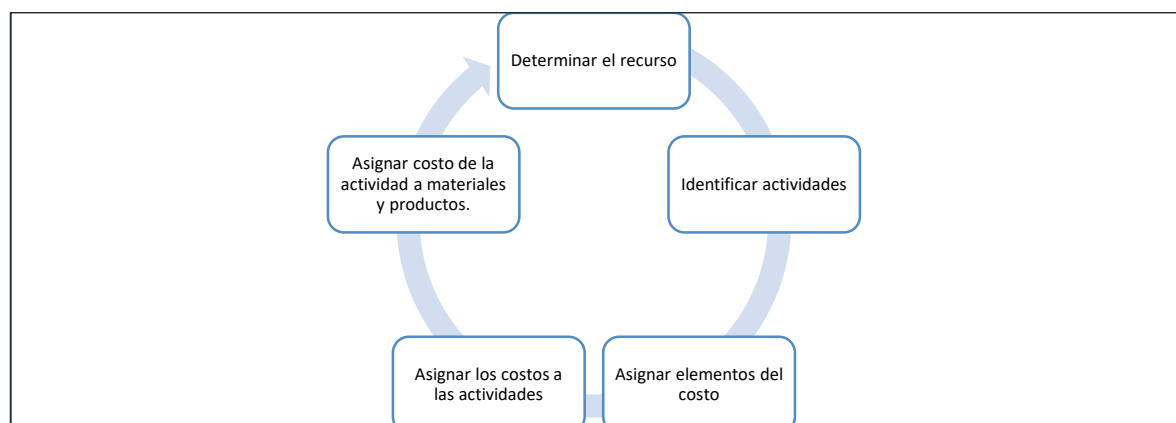 Determinar el recurso
Identificar actividades
Asignar elementos del
costo
Asignar los costos a
las actividades
Asignar costo de la
actividad a materiales
y productos.